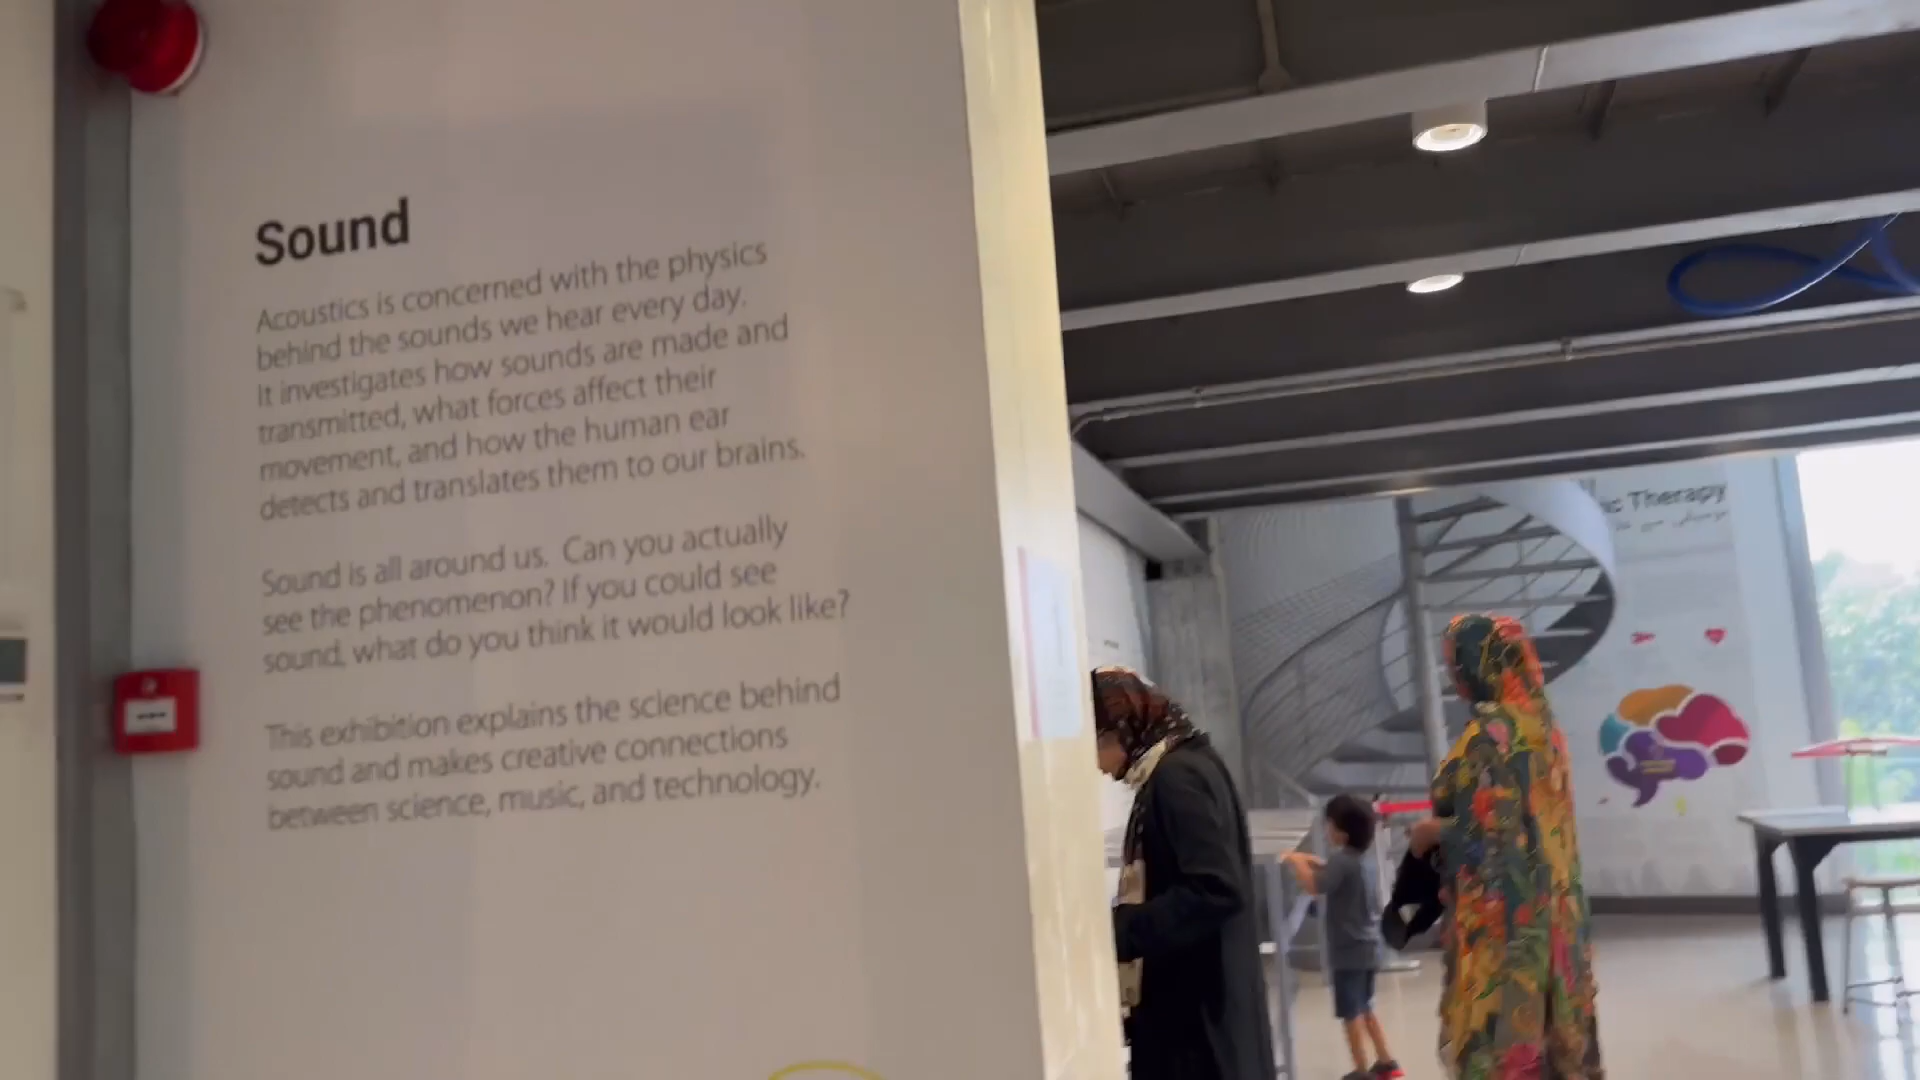 Sound
Acoustics is concerned with the physics
behind the sounds we hear every day.
It investigates how sounds are made and
transmitted, what forces affect their
movement, and how the human ear
detects and translates them to our brains.
Sound is all around us. Can you actually
see the phenomenon? If you could see
sound, what do you think it would look like?
This exhibition explains the science behind
sound and makes creative connections
between science, music, and technology.
Therapy